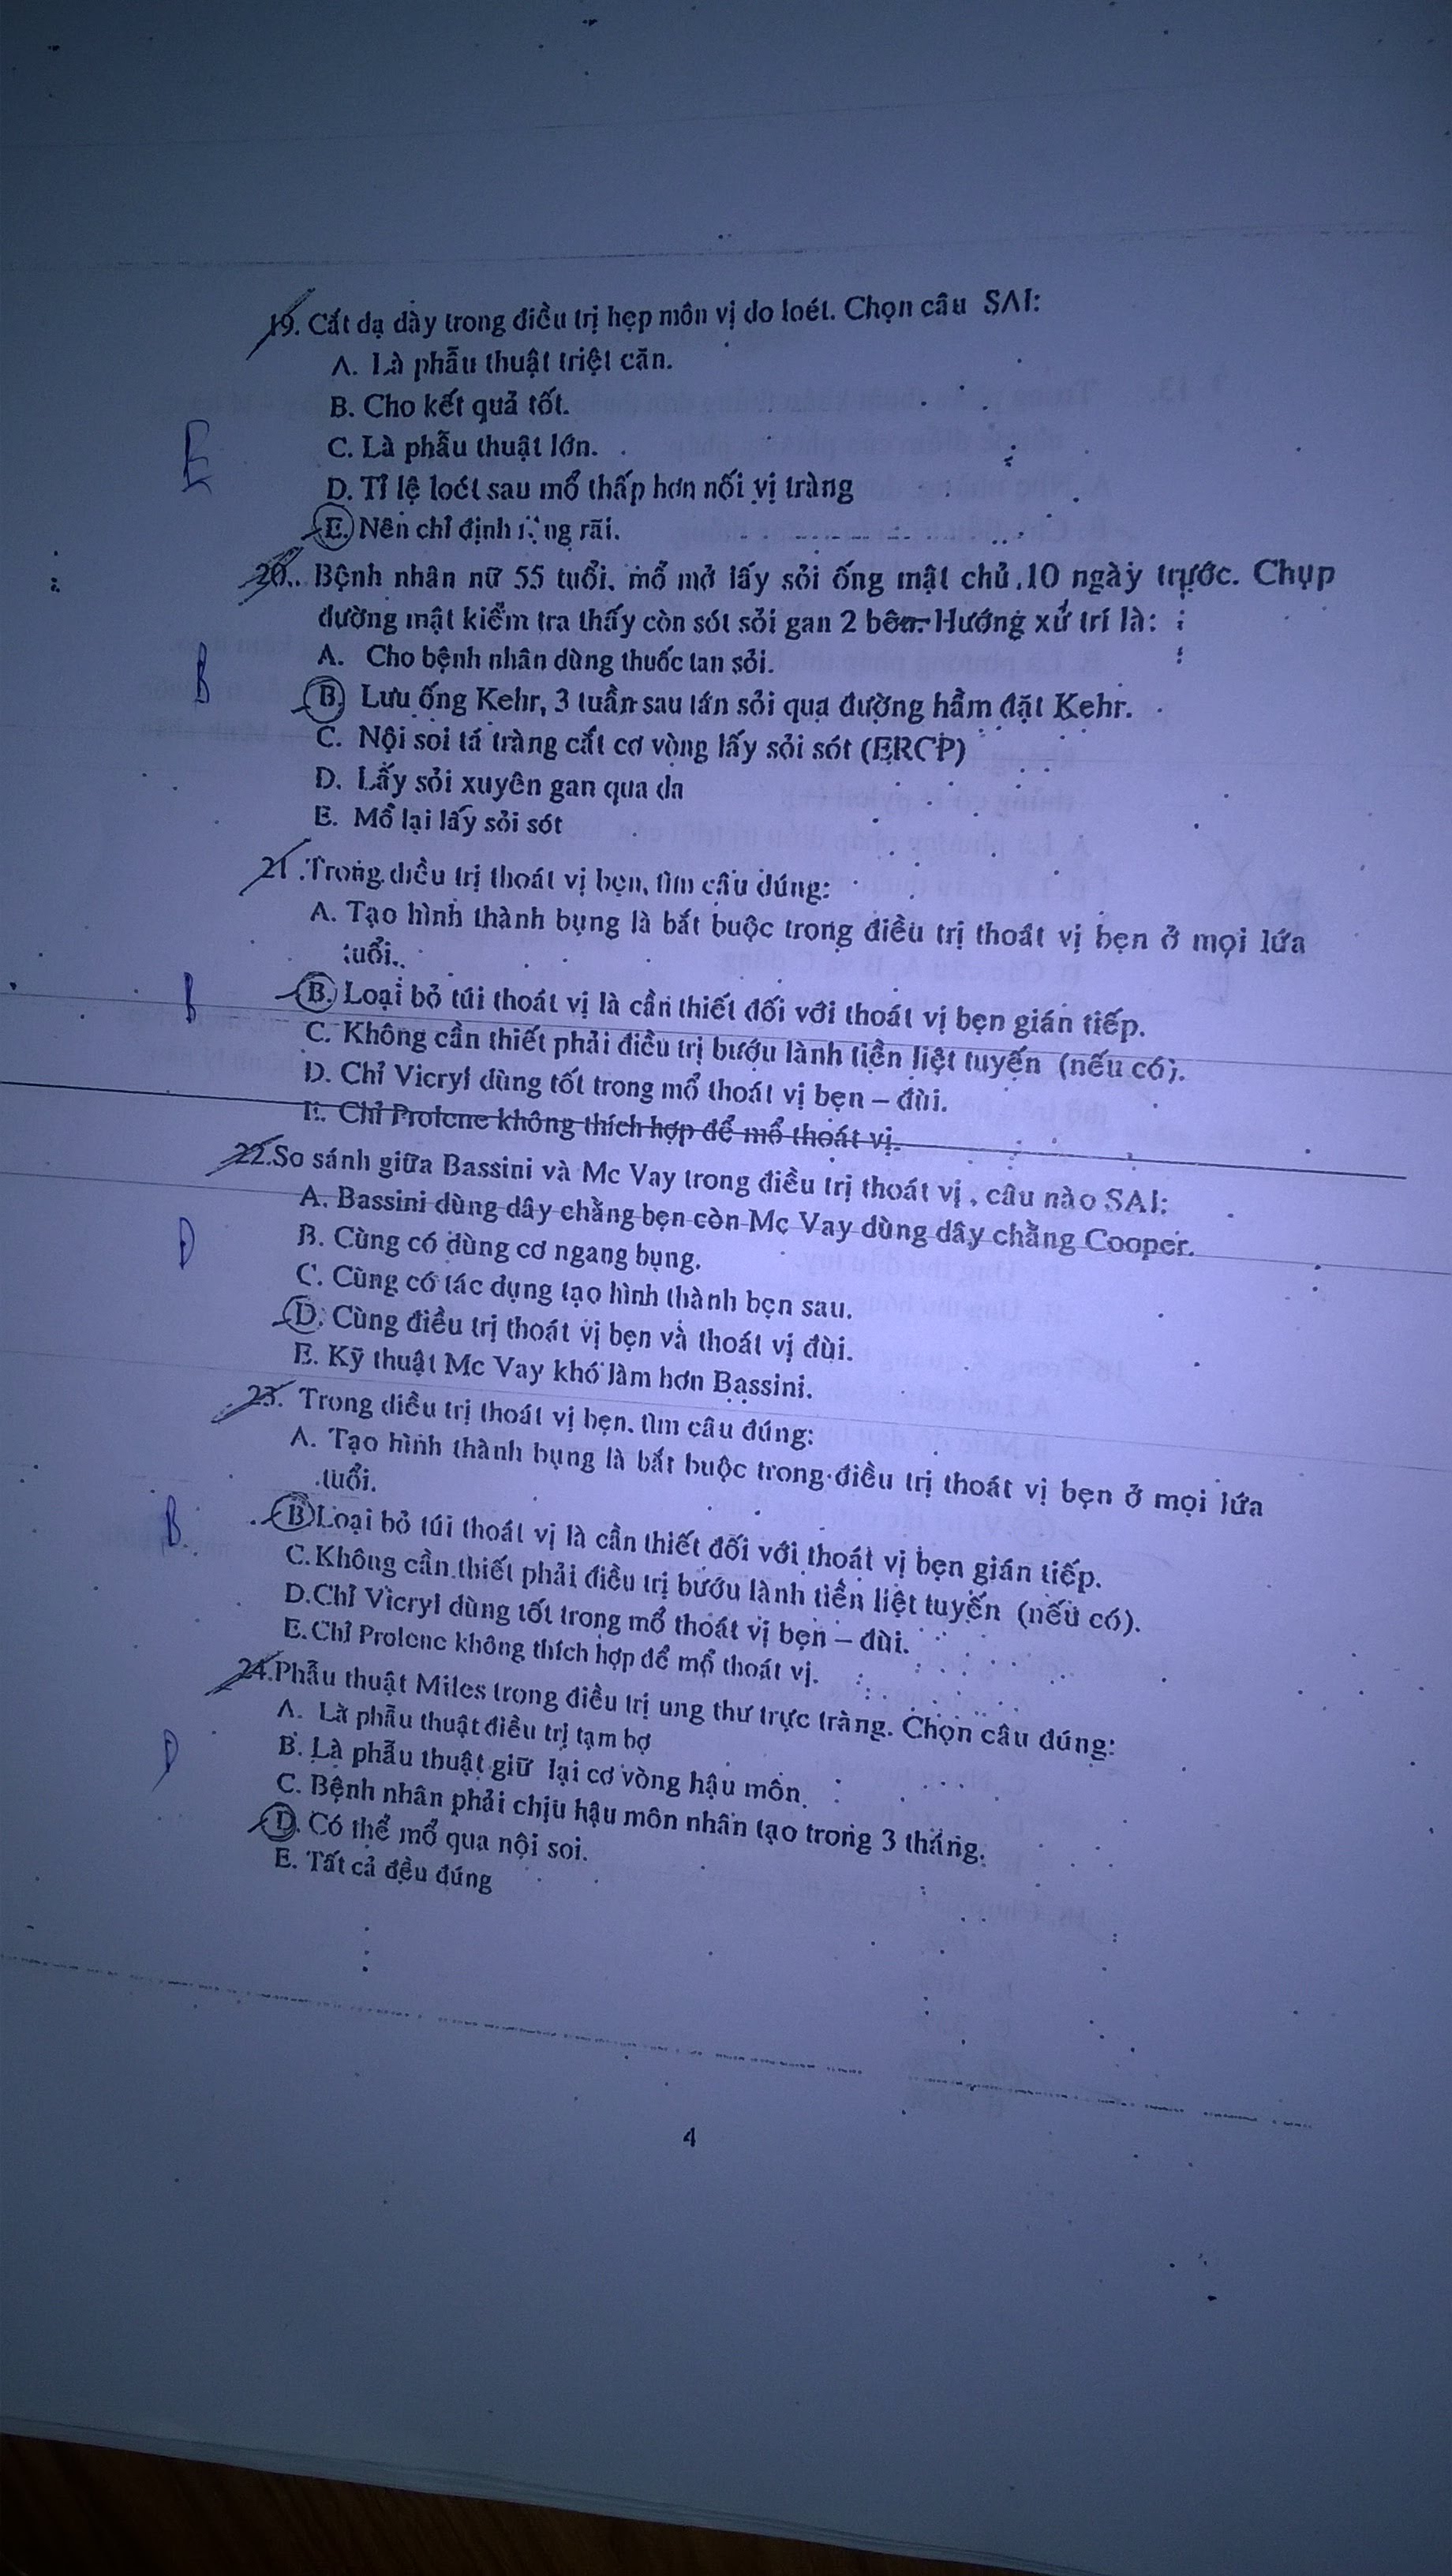 19. Cắt dạ dày trong điều trị hẹp môn vị do loét. Chọn câu SAI:
A. Là phẫu thuật triệt căn.
B. Cho kết quả tốt.
C. Là phẫu thuật lớn.
E
D. Tỉ lệ loét sau mổ thấp hơn nối vị tràng
E. Nên chỉ định rộng rãi.
20. Bệnh nhân nữ 55 tuổi, mổ mở lấy sỏi ống mật chủ 10 ngày trước. Chụp
đường mật kiểm tra thấy còn sót sỏi gan 2 bên. Hướng xử trí là:
A. Cho bệnh nhân dùng thuốc tan sỏi.
B
B. Lưu ống Kehr, 3 tuần sau tán sỏi qua đường hầm đặt Kehr.
C. Nội soi tá tràng cắt cơ vòng lấy sỏi sót (ERCP)
D. Lấy sỏi xuyên gan qua da
E. Mổ lại lấy sỏi sót
21. Trong điều trị thoát vị bẹn, tìm câu đúng:
A. Tạo hình thành bụng là bắt buộc trong điều trị thoát vị bẹn ở mọi lứa
tuổi.
B
B. Loại bỏ túi thoát vị là cần thiết đối với thoát vị bẹn gián tiếp.
C. Không cần thiết phải điều trị bướu lành tiền liệt tuyến (nếu có).
D. Chỉ Vicryl dùng tốt trong mổ thoát vị bẹn – đùi.
E. Chỉ Prolene không thích hợp để mổ thoát vị.
22.So sánh giữa Bassini và Mc Vay trong điều trị thoát vị , câu nào SAI:
A. Bassini dùng dây chằng bẹn còn Mc Vay dùng dây chằng Cooper.
D
B. Cùng có dùng cơ ngang bụng.
C. Cùng có tác dụng tạo hình thành bẹn sau.
D. Cùng điều trị thoát vị bẹn và thoát vị đùi.
E. Kỹ thuật Mc Vay khó làm hơn Bassini.
23. Trong điều trị thoát vị bẹn, tìm câu đúng:
A. Tạo hình thành bụng là bắt buộc trong điều trị thoát vị bẹn ở mọi lứa
tuổi.
B
B. Loại bỏ túi thoát vị là cần thiết đối với thoát vị bẹn gián tiếp.
C. Không cần thiết phải điều trị bướu lành tiền liệt tuyến (nếu có).
D.Chỉ Vicryl dùng tốt trong mổ thoát vị bẹn – đùi.
E.Chỉ Prolene không thích hợp để mổ thoát vị.
24.Phẫu thuật Miles trong điều trị ung thư trực tràng. Chọn câu đúng:
A. Là phẫu thuật điều trị tạm bợ
D
B. Là phẫu thuật giữ lại cơ vòng hậu môn.
C. Bệnh nhân phải chịu hậu môn nhân tạo trong 3 tháng.
D. Có thể mổ qua nội soi.
E. Tất cả đều đúng
4